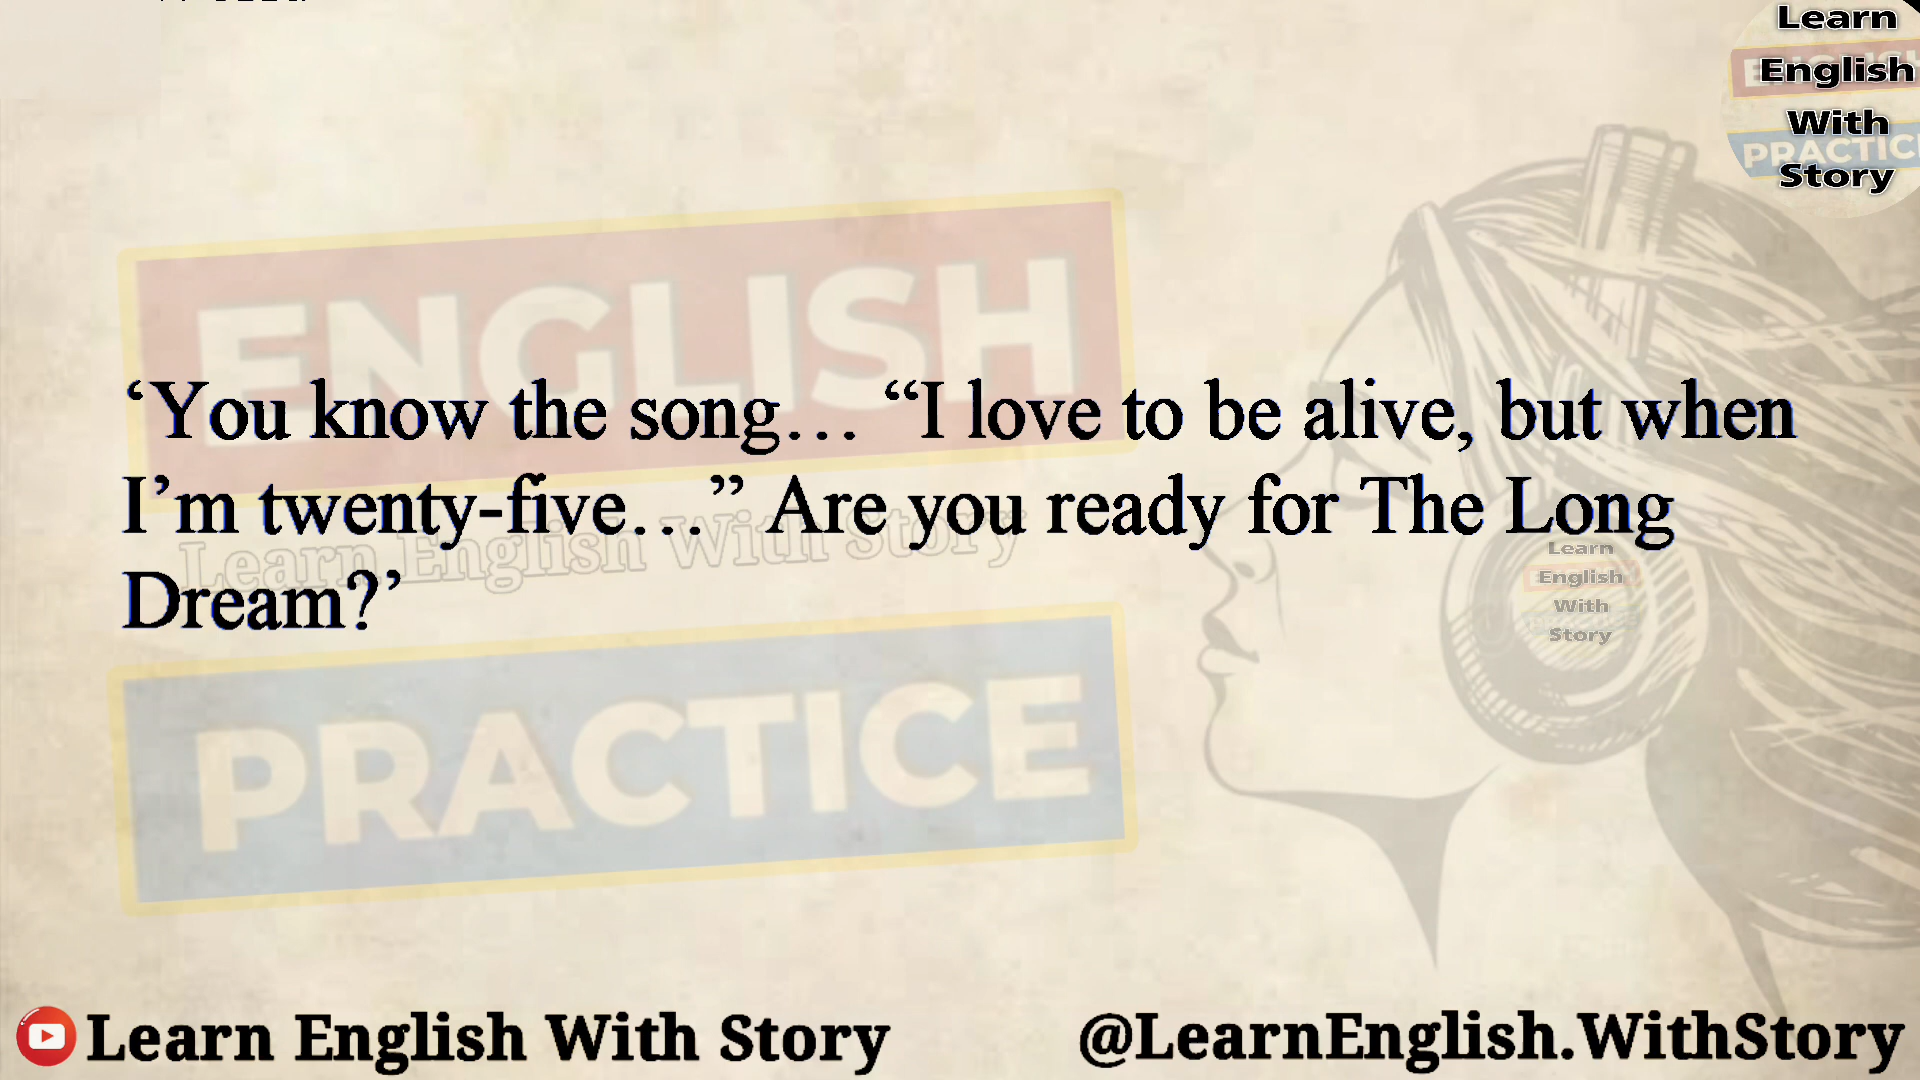 Learn
English
With
PRACTIC
Story
ENGLISH
‘You know the song… “I love to be alive, but when
I’m twenty-five…” Are you ready for The Long
Dream?’
Learn English With Story
Learn
English
With
Story
PRACTICE
Learn English With Story
@LearnEnglish.WithStory